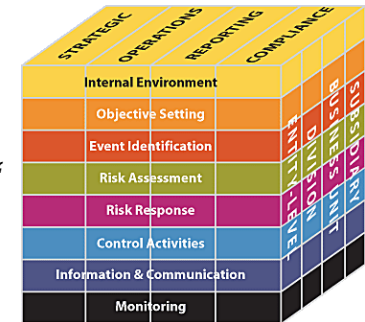 STRATEGIC
OPERATIONS
REPORTING
COMPLIANCE
Internal Environment
Objective Setting
Event Identification
Risk Assessment
Risk Response
Control Activities
Information & Communication
Monitoring
ENTITY-LEVEL
DIVISION
BUSINESS UNIT
SUBSIDIARY